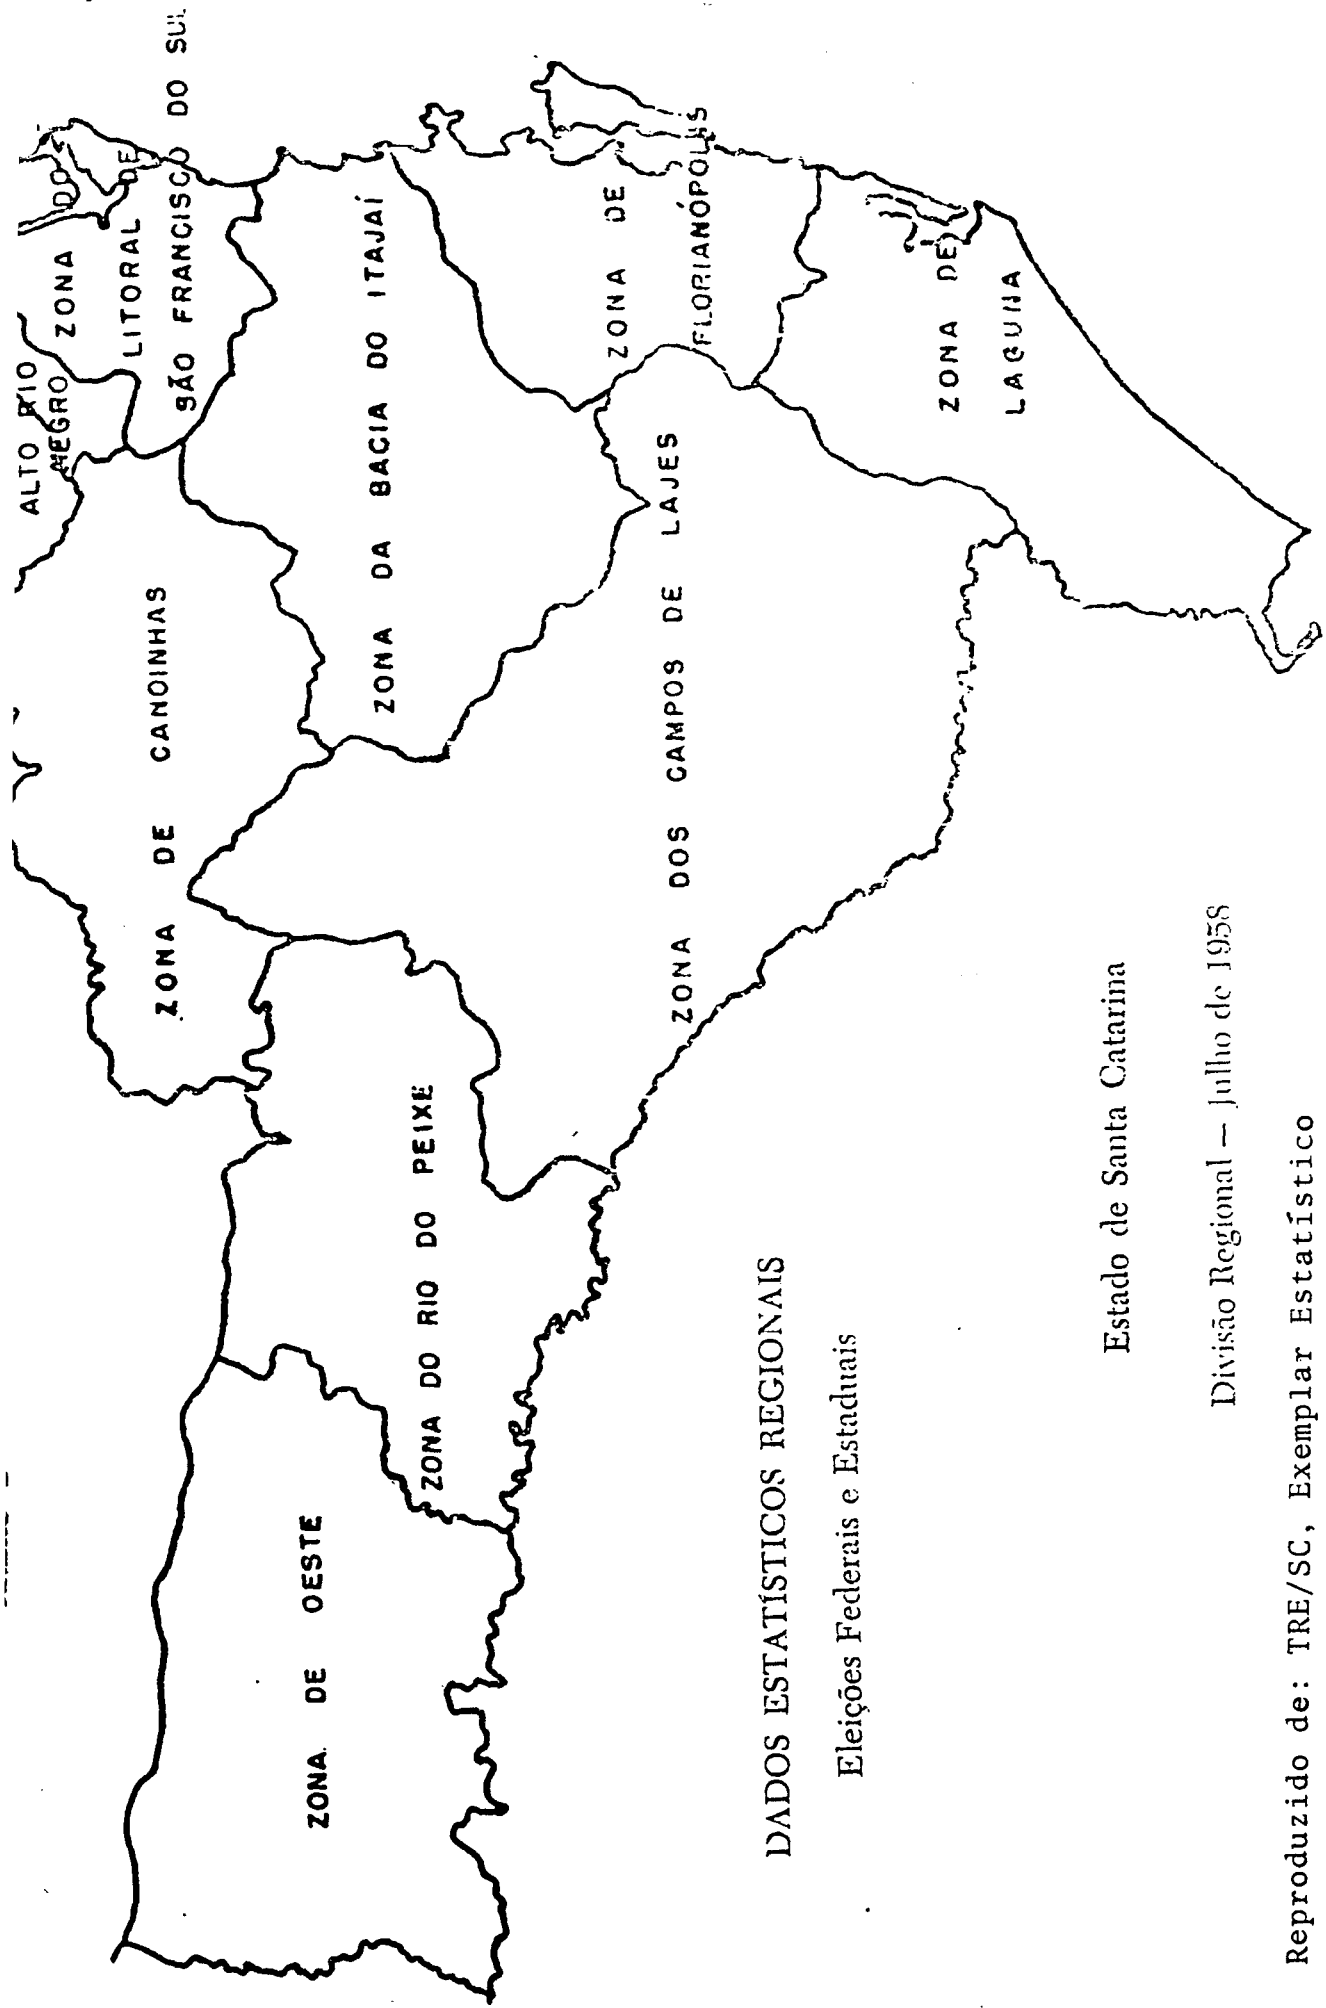 ALTO RIO
NEGRO
ZONA DO
LITORAL DE
SÃO FRANCISCO DO SUL
ZONA DE CANOINHAS
ZONA DA BACIA DO ITAJAÍ
ZONA DE
FLORIANÓPOLIS
ZONA DOS CAMPOS DE LAJES
ZONA DE
LAGUNA
ZONA DO RIO DO PEIXE
ZONA DE OESTE
DADOS ESTATÍSTICOS REGIONAIS
Eleições Federais e Estaduais
Estado de Santa Catarina
Divisão Regional — Julho de 1958
Reproduzido de: TRE/SC, Exemplar Estatístico